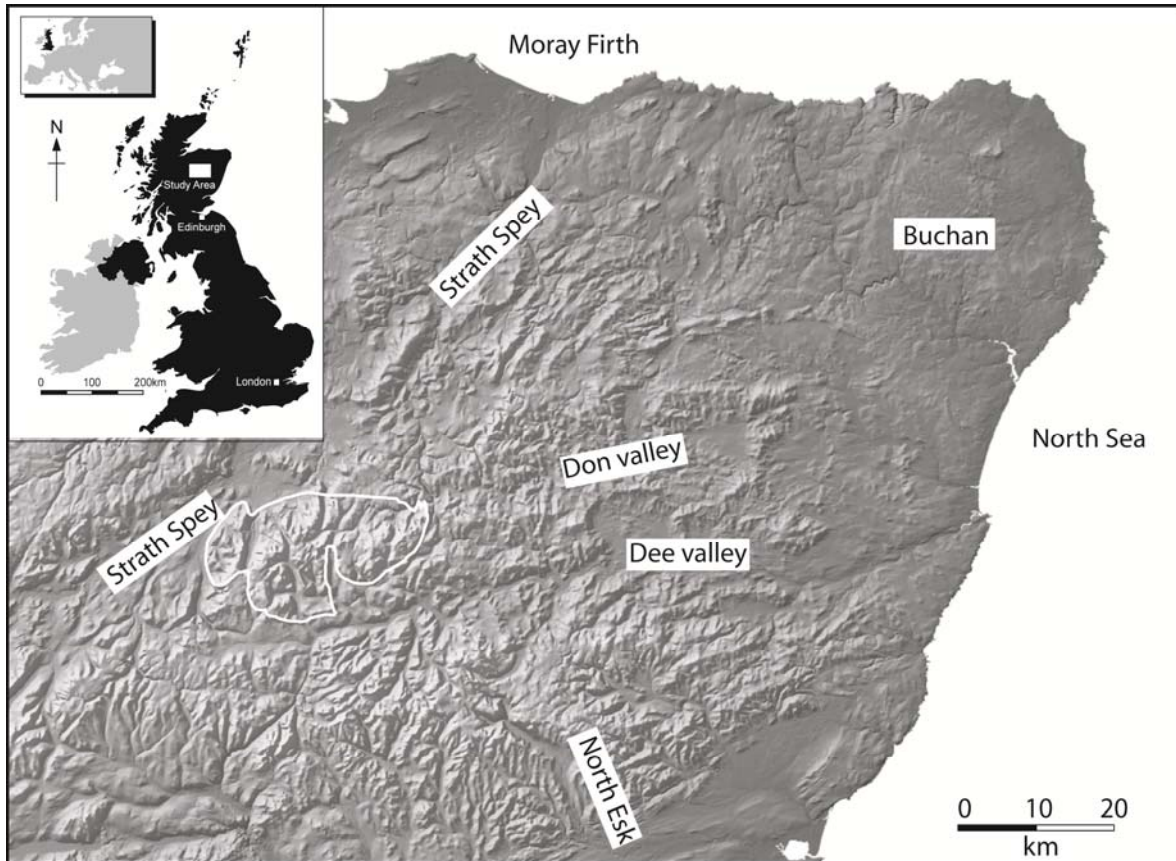 Moray Firth
N
Study Area
Edinburgh
0 100 200km
London
Strath Spey
Buchan
North Sea
Don valley
Strath Spey
Dee valley
North Esk
0 10 20
km